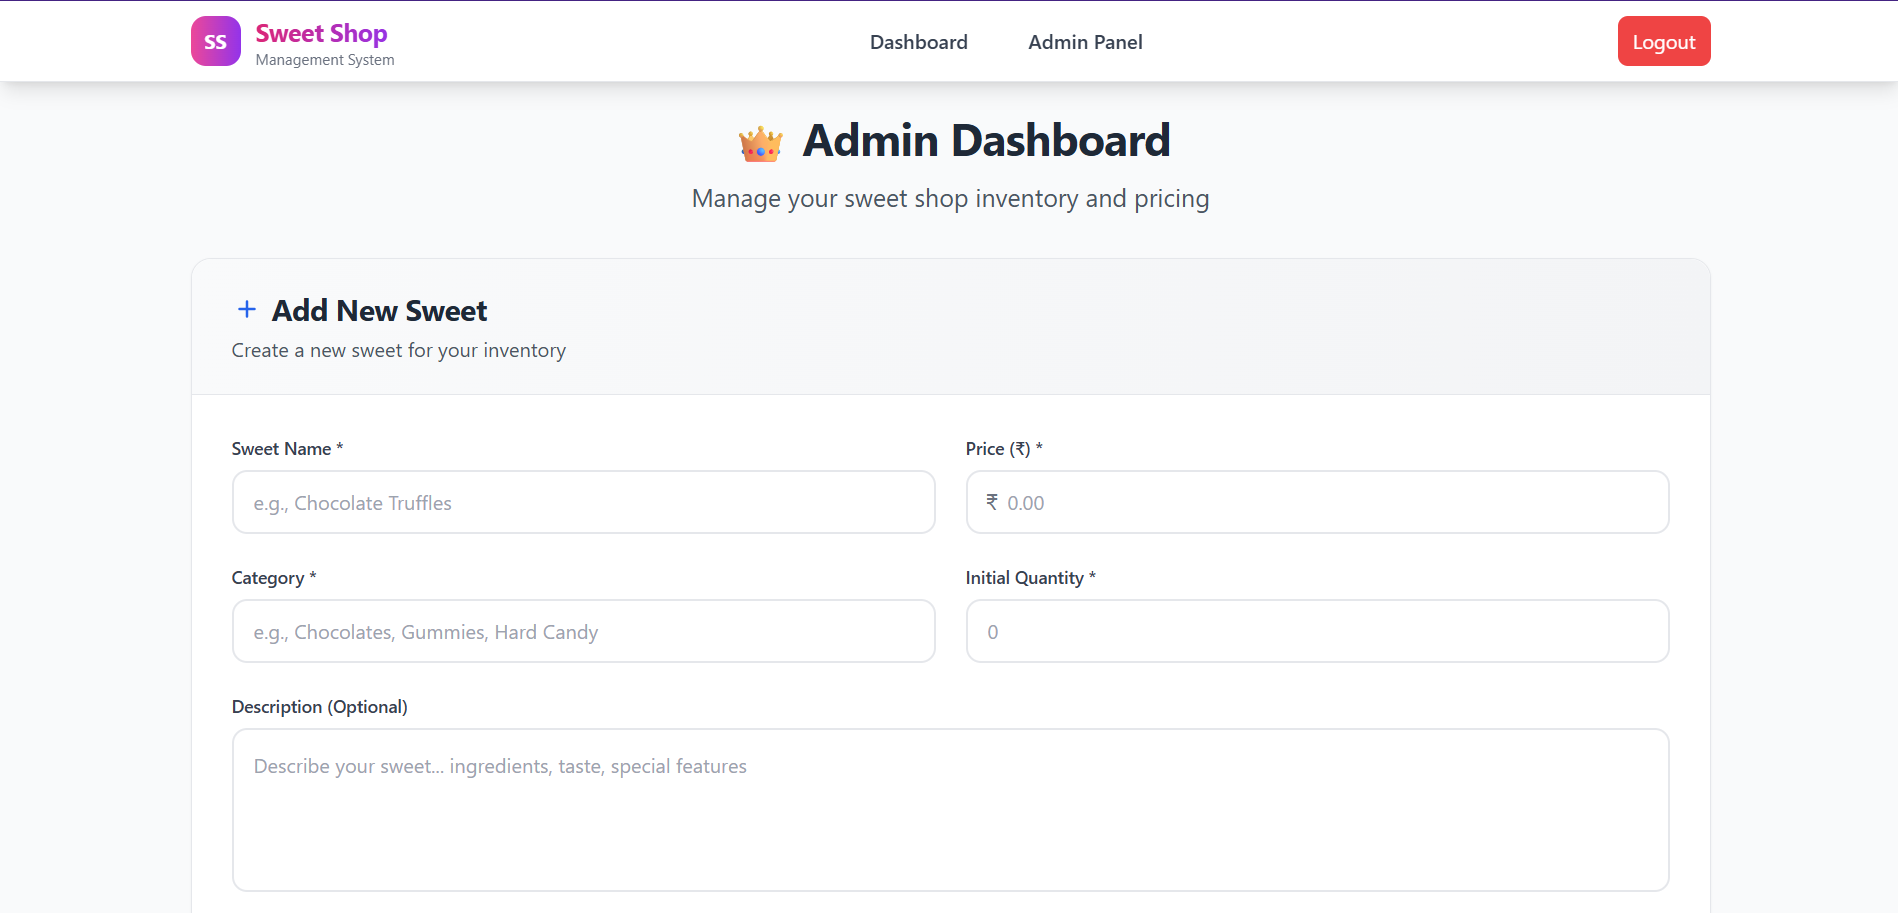 SS
Sweet Shop
Management System
Dashboard
Admin Panel
Logout
Admin Dashboard
Manage your sweet shop inventory and pricing
+ Add New Sweet
Create a new sweet for your inventory
Sweet Name *
Price (₹) *
e.g., Chocolate Truffles
₹ 0.00
Category *
Initial Quantity *
e.g., Chocolates, Gummies, Hard Candy
0
Description (Optional)
Describe your sweet... ingredients, taste, special features